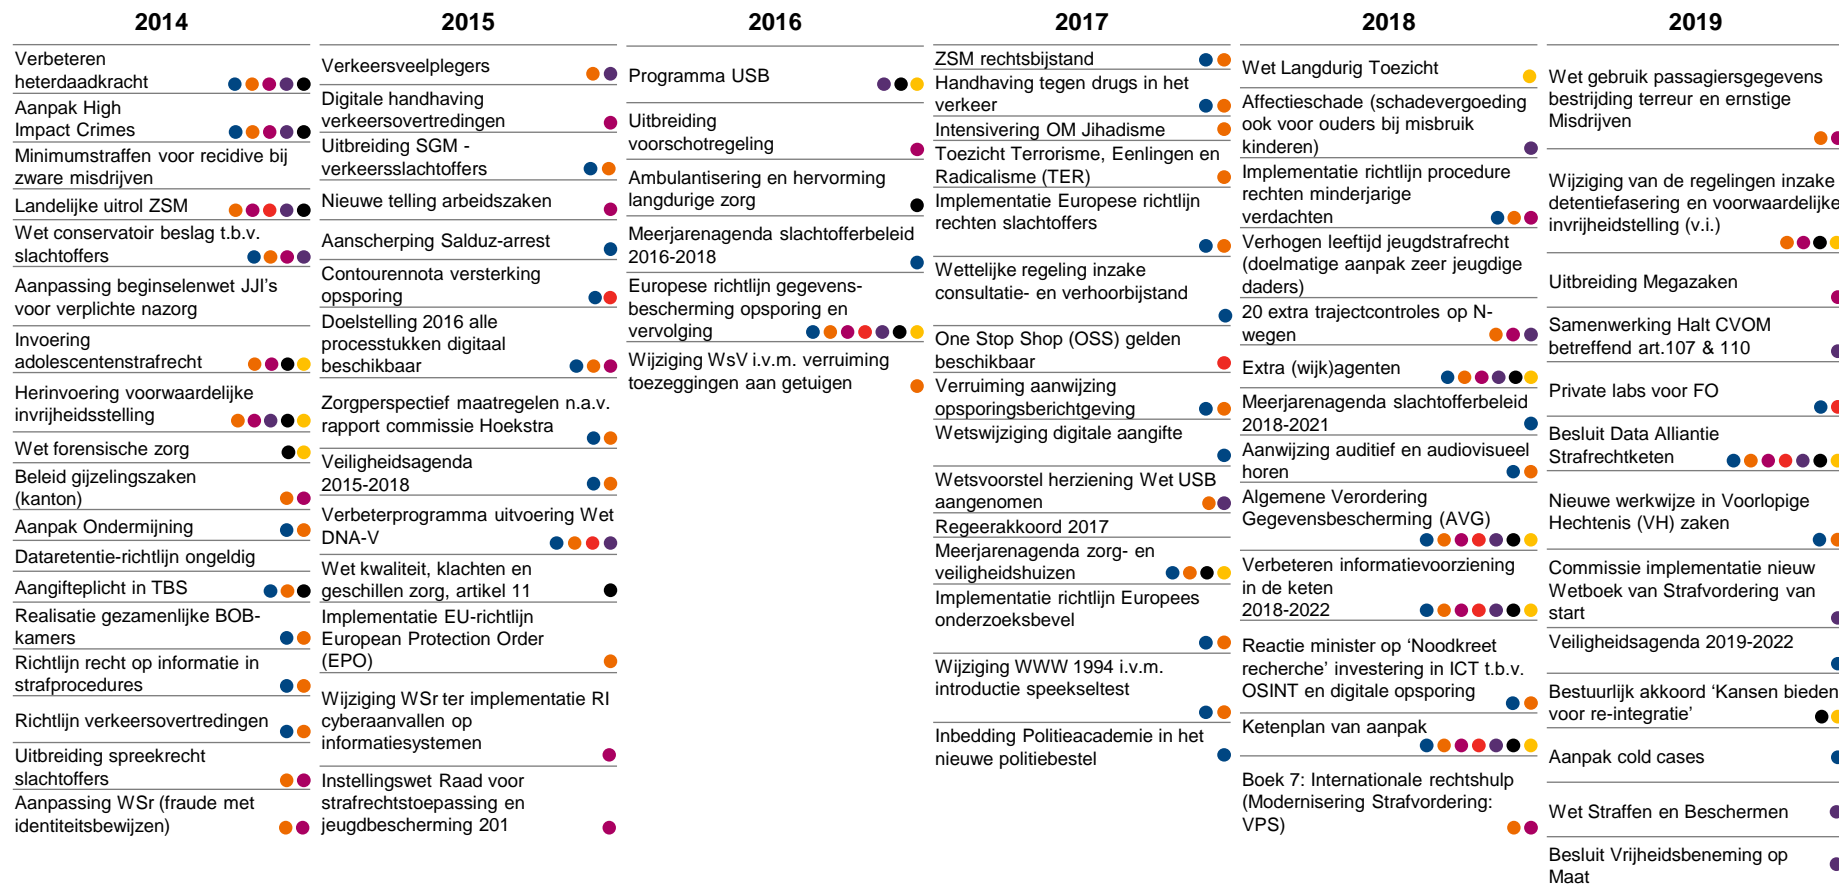 2014
Verbeteren
heterdaadkracht
Aanpak High
Impact Crimes
Minimumstraffen voor recidive bij
zware misdrijven
Landelijke uitrol ZSM
Wet conservatoir beslag t.b.v.
slachtoffers
Aanpassing beginselenwet JJI's
voor verplichte nazorg
Invoering
adolescentenstrafrecht
Herinvoering voorwaardelijke
invrijheidsstelling
Wet forensische zorg
Beleid gijzelingszaken
(kanton)
Aanpak Ondermijning
Dataretentie-richtlijn ongeldig
Aangifteplicht in TBS
Realisatie gezamenlijke BOB-
kamers
Richtlijn recht op informatie in
strafprocedures
Richtlijn verkeersovertredingen
Uitbreiding spreekrecht
slachtoffers
Aanpassing WSr (fraude met
identiteitsbewijzen)
2015
Verkeersveelplegers
Digitale handhaving
verkeersovertredingen
Uitbreiding SGM -
verkeersslachtoffers
Nieuwe telling arbeidszaken
Aanscherping Salduz-arrest
Contourennota versterking
opsporing
Doelstelling 2016 alle
processtukken digitaal
beschikbaar
Zorgperspectief maatregelen n.a.v.
rapport commissie Hoekstra
Veiligheidsagenda
2015-2018
Verbeterprogramma uitvoering Wet
DNA-V
Wet kwaliteit, klachten en
geschillen zorg, artikel 11
Implementatie EU-richtlijn
European Protection Order
(EPO)
Wijziging WSr ter implementatie RI
cyberaanvallen op
informatiesystemen
Instellingswet Raad voor
strafrechtstoepassing en
jeugdbescherming 201
2016
Programma USB
Uitbreiding
voorschotregeling
Ambulantisering en hervorming
langdurige zorg
Meerjarenagenda slachtofferbeleid
2016-2018
Europese richtlijn gegevens-
bescherming opsporing en
vervolging
Wijziging WsV i.v.m. verruiming
toezeggingen aan getuigen
2017
ZSM rechtsbijstand
Handhaving tegen drugs in het
verkeer
Intensivering OM Jihadisme
Toezicht Terrorisme, Eenlingen en
Radicalisme (TER)
Implementatie Europese richtlijn
rechten slachtoffers
Wettelijke regeling inzake
consultatie- en verhoorbijstand
One Stop Shop (OSS) gelden
beschikbaar
Verruiming aanwijzing
opsporingsberichtgeving
Wetswijziging digitale aangifte
Wetsvoorstel herziening Wet USB
aangenomen
Regeerakkoord 2017
Meerjarenagenda zorg- en
veiligheidshuizen
Implementatie richtlijn Europees
onderzoeksbevel
Wijziging WWW 1994 i.v.m.
introductie speekseltest
Inbedding Politieacademie in het
nieuwe politiebestel
2018
Wet Langdurig Toezicht
Affectieschade (schadevergoeding
ook voor ouders bij misbruik
kinderen)
Implementatie richtlijn procedure
rechten minderjarige
verdachten
Verhogen leeftijd jeugdstrafrecht
(doelmatige aanpak zeer jeugdige
daders)
20 extra trajectcontroles op N-
wegen
Extra (wijk)agenten
Meerjarenagenda slachtofferbeleid
2018-2021
Aanwijzing auditief en audiovisueel
horen
Algemene Verordering
Gegevensbescherming (AVG)
Verbeteren informatievoorziening
in de keten
2018-2022
Reactie minister op ‘Noodkreet
recherche’ investering in ICT t.b.v.
OSINT en digitale opsporing
Ketenplan van aanpak
Boek 7: Internationale rechtshulp
(Modernisering Strafvordering:
VPS)
2019
Wet gebruik passagiersgegevens
bestrijding terreur en ernstige
Misdrijven
Wijziging van de regelingen inzake
detentiefasering en voorwaardelijke
invrijheidstelling (v.i.)
Uitbreiding Megazaken
Samenwerking Halt CVOM
betreffend art.107 & 110
Private labs voor FO
Besluit Data Alliantie
Strafrechtketen
Nieuwe werkwijze in Voorlopige
Hechtenis (VH) zaken
Commissie implementatie nieuw
Wetboek van Strafvordering van
start
Veiligheidsagenda 2019-2022
Bestuurlijk akkoord ‘Kansen bieden
voor re-integratie’
Aanpak cold cases
Wet Straffen en Beschermen
Besluit Vrijheidsbeneming op
Maat